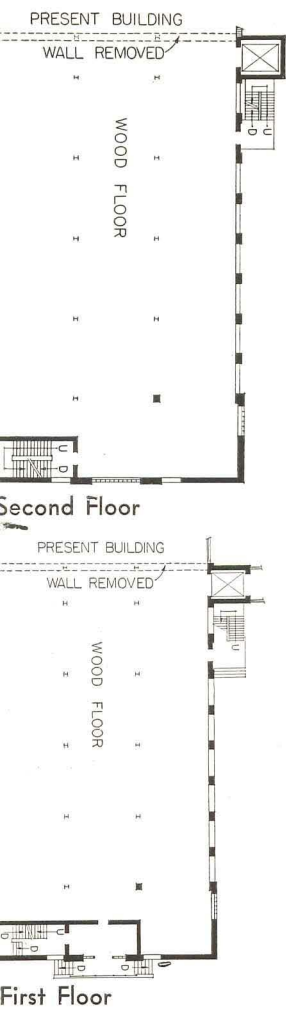 PRESENT BUILDING
WALL REMOVED
WOOD FLOOR
U
D
U
D
Second Floor
PRESENT BUILDING
WALL REMOVED
WOOD FLOOR
U
U
D
D
D
First Floor